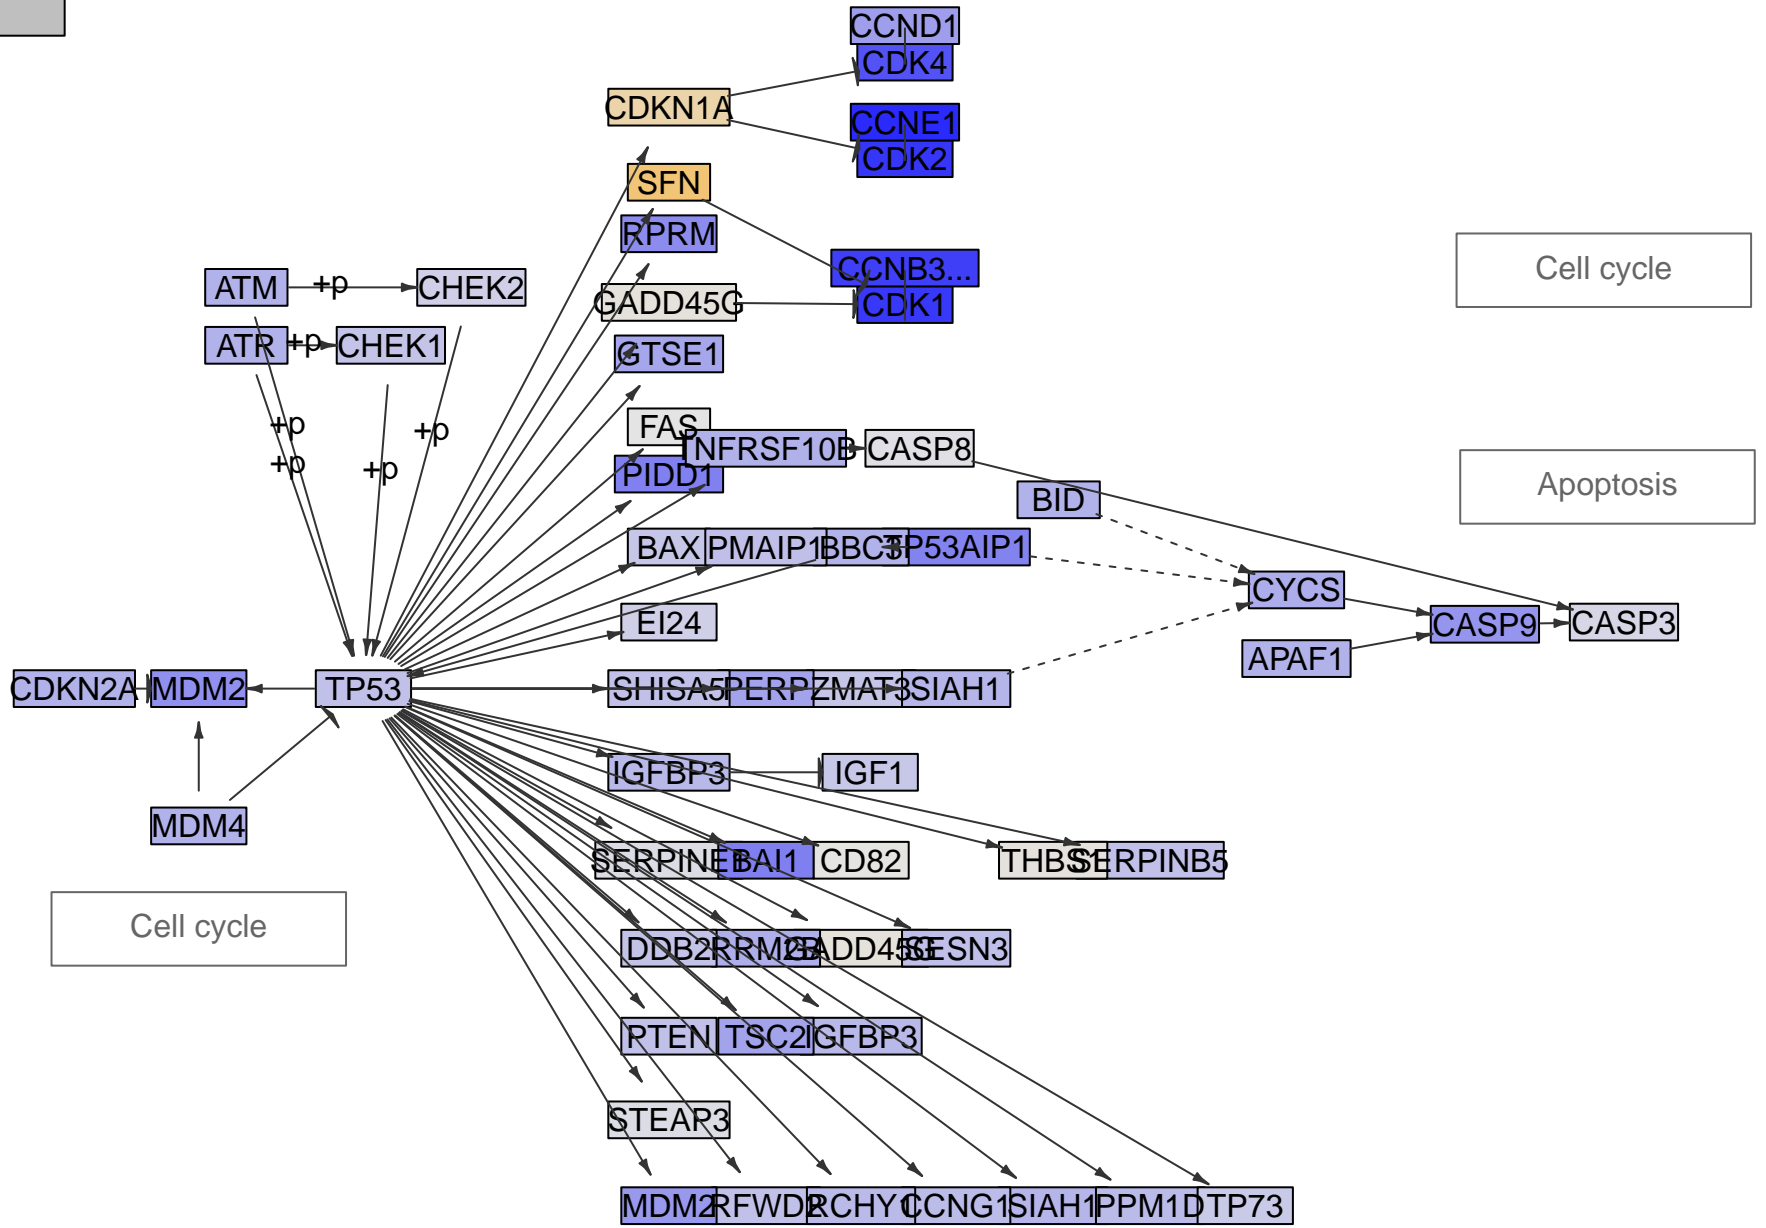 CCND1
CDK4
CDKN1A
CCNE1
CDK2
SFN
RPRM
Cell cycle
CCNB3...
ATM
+p
CHEK2
GADD45G
CDK1
ATR
+p
CHEK1
GTSE1
+p
+p
FAS
TNFRSF10B
CASP8
+p
+p
PIDD1
Apoptosis
BID
BAX
PMAIP1
BBC3
TP53AIP1
CYCS
EI24
CASP9
CASP3
APAF1
CDKN2A
MDM2
TP53
SHISA5
PERP
ZMAT3
SIAH1
IGFBP3
IGF1
MDM4
SERPINE1
BAI1
CD82
THBS1
SERPINB5
Cell cycle
DDB2
RRM2B
GADD45G
SESN3
PTEN
TSC2
IGFBP3
STEAP3
MDM2
RFWD2
RCHY1
CCNG1
SIAH1
PPM1D
TP73